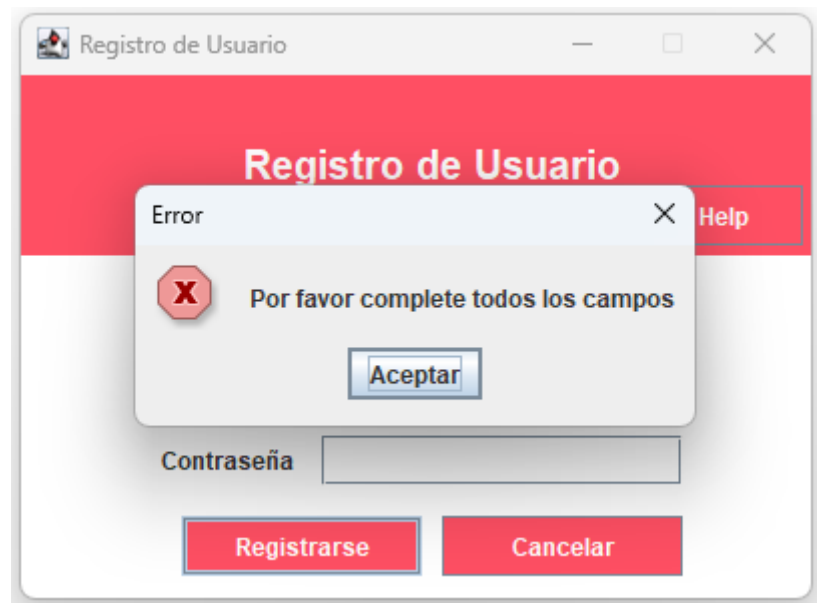 Registro de Usuario
Registro de Usuario
Help
Error
Por favor complete todos los campos
Aceptar
Contraseña
Registrarse
Cancelar